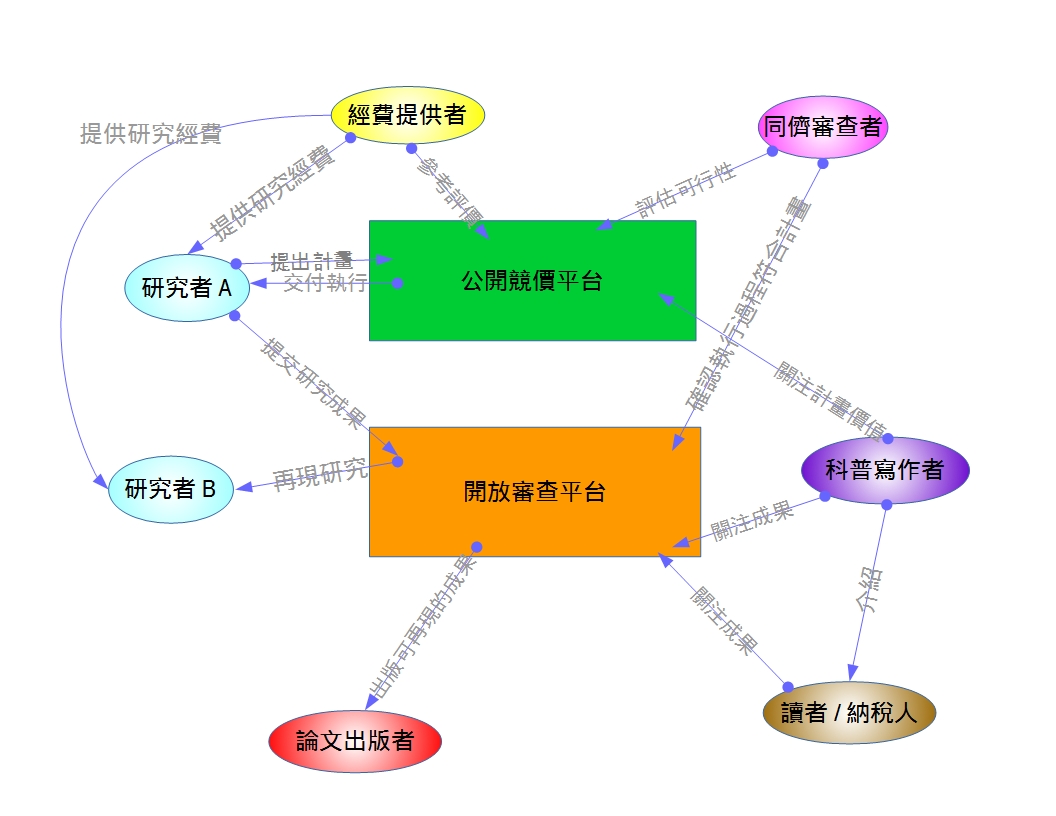 經費提供者
同儕審查者
提供研究經費
提供研究經費
參考評價
評估可行性
確認執行過程符合計畫
提出計畫
交付執行
研究者 A
公開競價平台
提交研究成果
關注計畫價值
科普寫作者
再現研究
研究者 B
開放審查平台
關注成果
介紹
出版可再現的成果
關注成果
讀者 / 納稅人
論文出版者